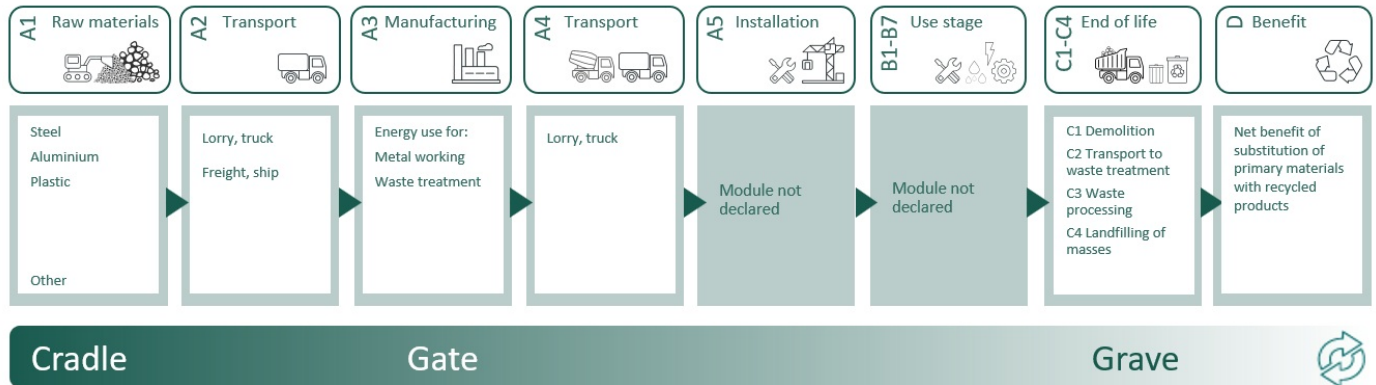 A1 Raw materials
A2 Transport
A3 Manufacturing
A4 Transport
A5 Installation
B1-B7 Use stage
C1-C4 End of life
D Benefit
Steel
Aluminium
Plastic
Other
Lorry, truck
Freight, ship
Energy use for:
Metal working
Waste treatment
Lorry, truck
Module not
declared
Module not
declared
C1 Demolition
C2 Transport to
waste treatment
C3 Waste
processing
C4 Landfilling of
masses
Net benefit of
substitution of
primary materials
with recycled
products
Cradle
Gate
Grave